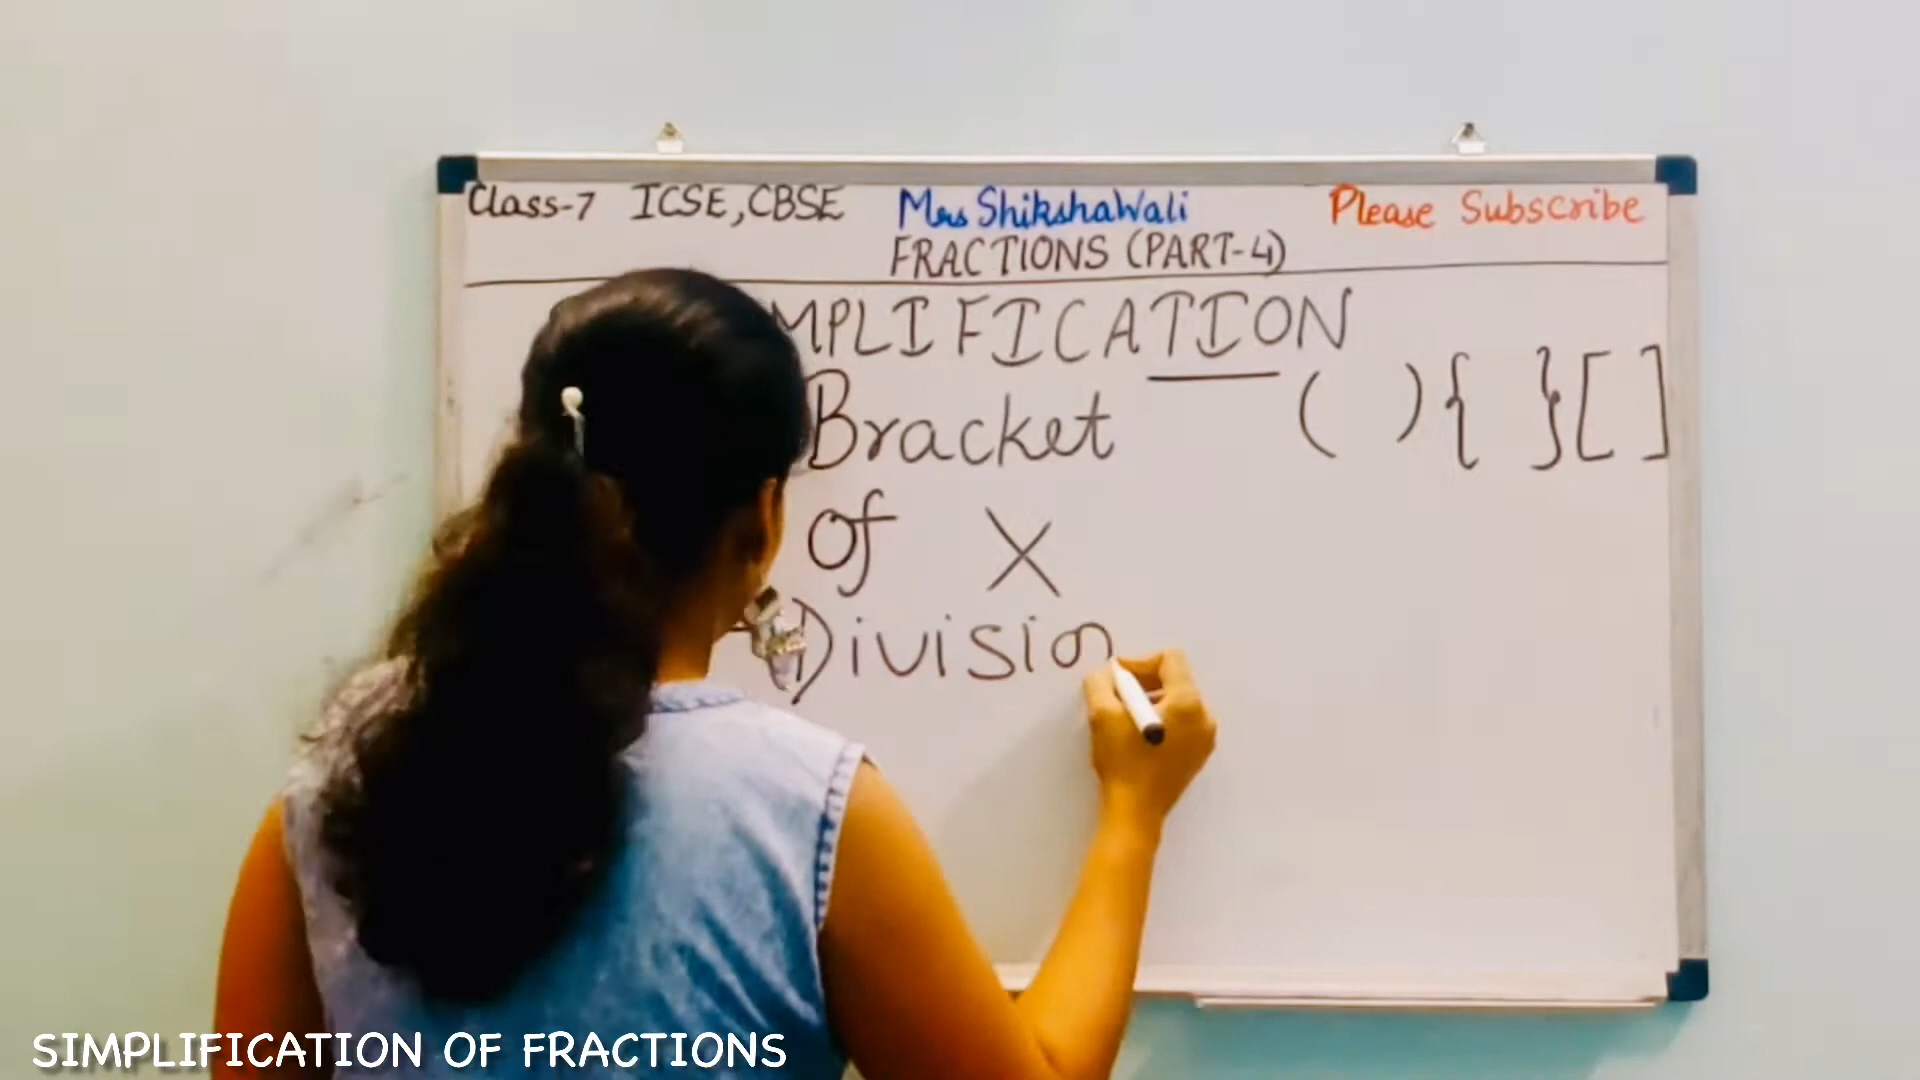 Class-7 ICSE,CBSE Mrs ShikshaWali Please Subscribe
FRACTIONS (PART-4)
MPLIFICATION
Bracket ‾ ( ) { } [ ]
Of X
Division
SIMPLIFICATION OF FRACTIONS